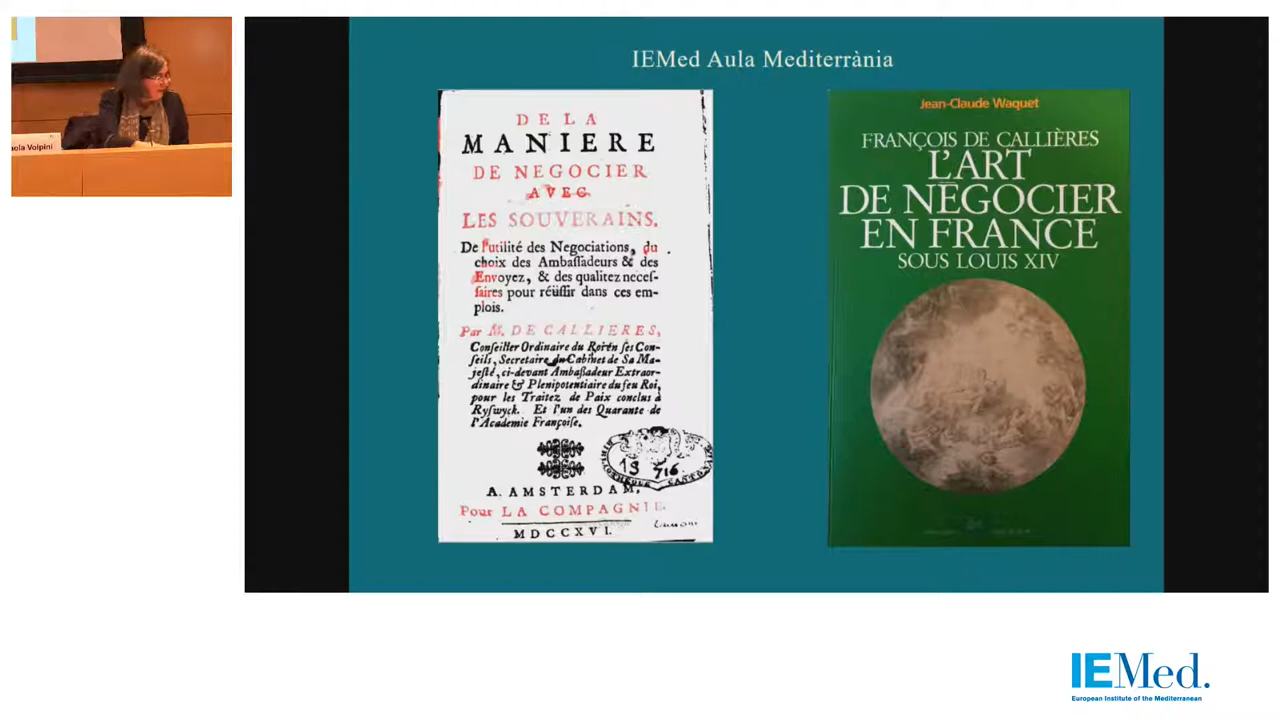 IEMed Aula Mediterrània
aola Volpini
DE LA
MANIERE
DE NEGOCIER
AVEC
LES SOUVERAINS.
De l'utilité des Negociations, du
choix des Ambaſſadeurs & des
Envoyez, & des qualitez neceſ-
ſaires pour réüſſir dans ces em-
plois.
Par M. DE CALLIERES,
Conſeiller Ordinaire du Roi en ſes Con-
ſeils, Secretaire du Cabinet de Sa Ma-
jeſté, ci-devant Ambaſſadeur Extraor-
dinaire & Plenipotentiaire du feu Roi,
pour les Traitez de Paix conclus à
Ryſwyck. Et l'un des Quarante de
l'Academie Françoiſe.
13 716
A. AMSTERDAM,
Pour LA COMPAGNIE.
MDCCXVI.
Jean-Claude Waquet
FRANÇOIS DE CALLIÈRES
L'ART
DE NÉGOCIER
EN FRANCE
SOUS LOUIS XIV
IEMed.
European Institute of the Mediterranean